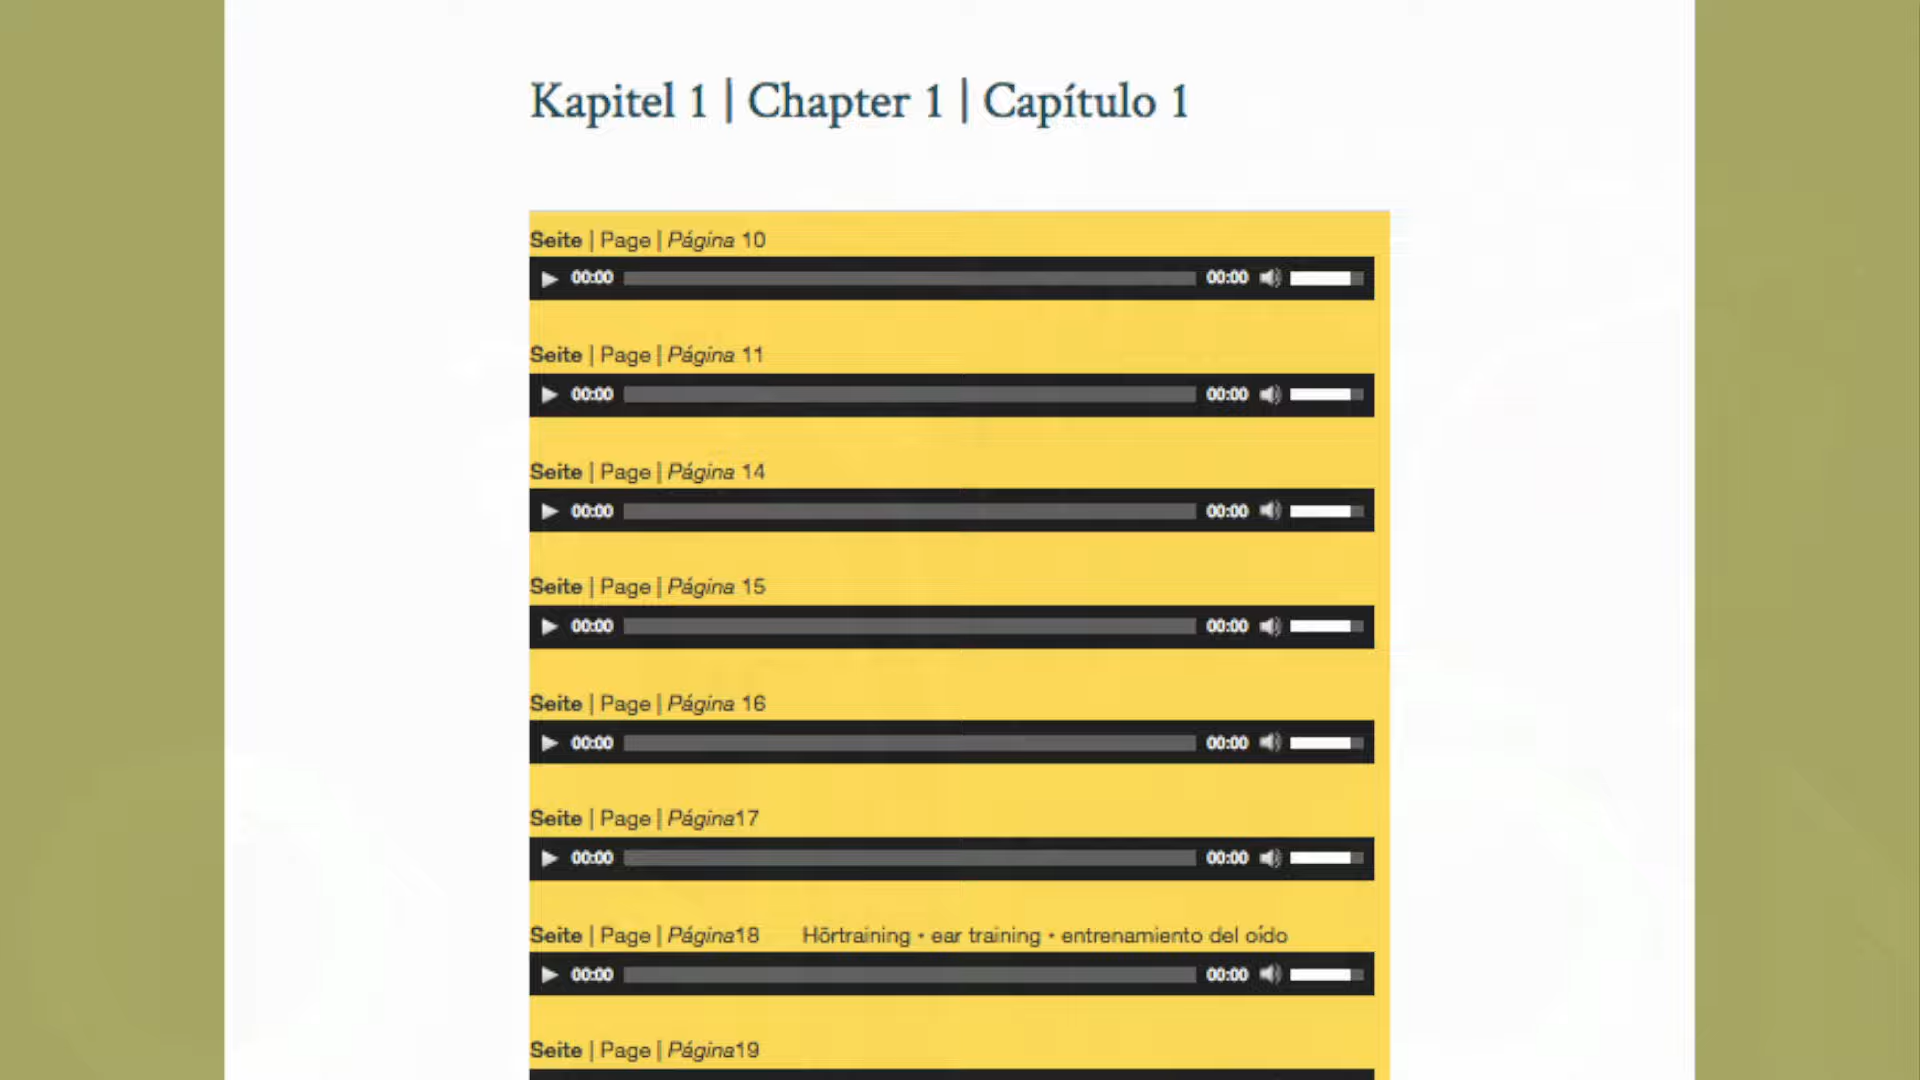 Kapitel 1 | Chapter 1 | Capítulo 1
Seite | Page | Página 10
00:00 00:00
Seite | Page | Página 11
00:00 00:00
Seite | Page | Página 14
00:00 00:00
Seite | Page | Página 15
00:00 00:00
Seite | Page | Página 16
00:00 00:00
Seite | Page | Página17
00:00 00:00
Seite | Page | Página18 Hörtraining • ear training • entrenamiento del oído
00:00 00:00
Seite | Page | Página19